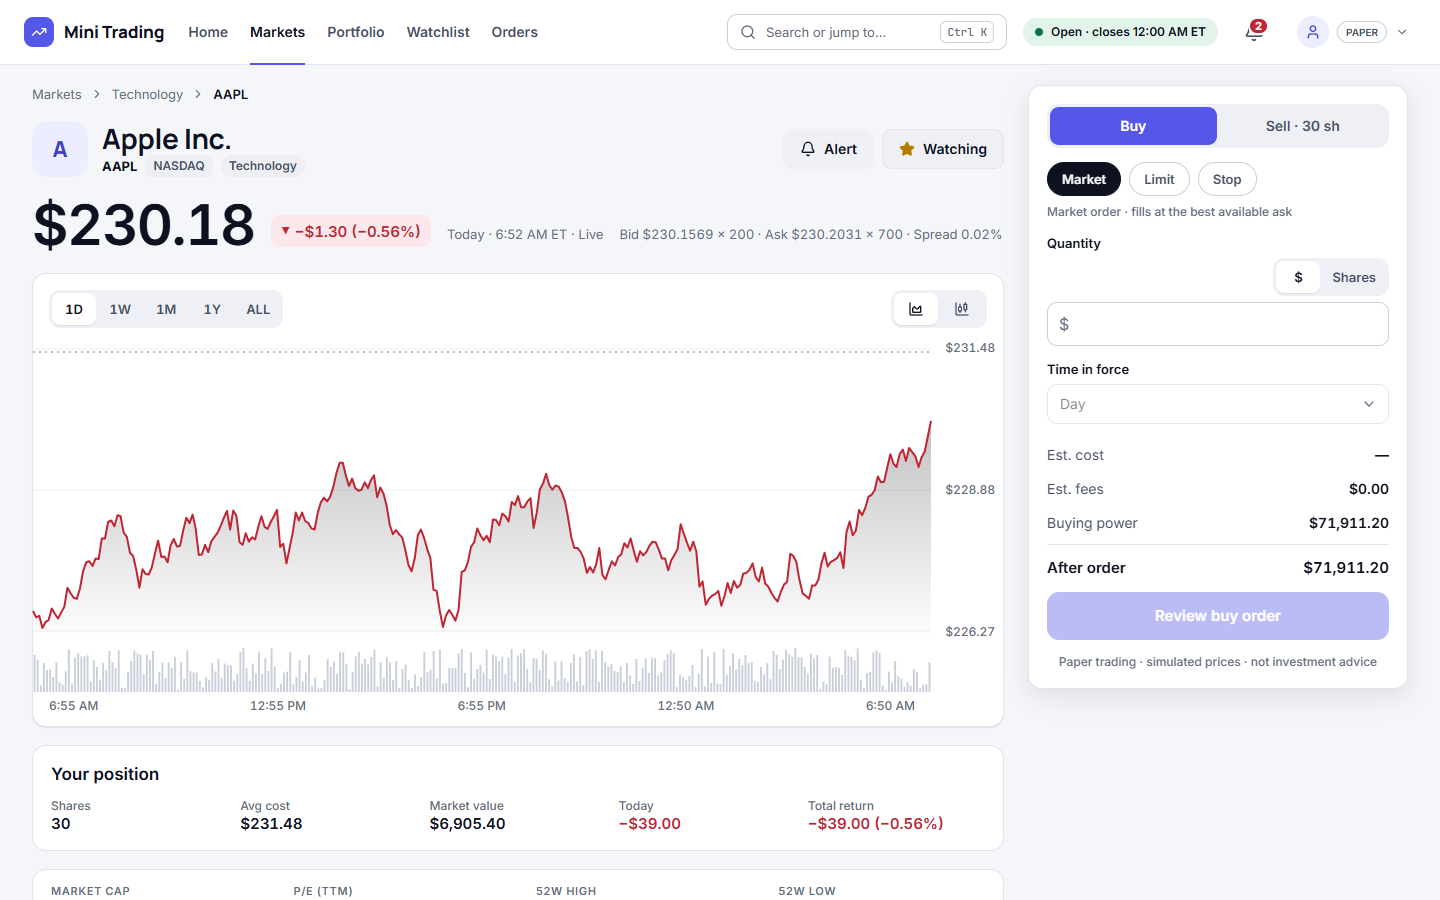 Mini Trading Home Markets Portfolio Watchlist Orders Search or jump to... Ctrl K Open · closes 12:00 AM ET 2 PAPER
Markets > Technology > AAPL
A
Apple Inc.
AAPL NASDAQ Technology
Alert Watching
$230.18 ▼ −$1.30 (−0.56%) Today · 6:52 AM ET · Live Bid $230.1569 × 200 · Ask $230.2031 × 700 · Spread 0.02%
1D 1W 1M 1Y ALL
$231.48
$228.88
$226.27
6:55 AM 12:55 PM 6:55 PM 12:50 AM 6:50 AM
Your position
Shares Avg cost Market value Today Total return
30 $231.48 $6,905.40 −$39.00 −$39.00 (−0.56%)
MARKET CAP P/E (TTM) 52W HIGH 52W LOW
Buy Sell · 30 sh
Market Limit Stop
Market order · fills at the best available ask
Quantity
$ Shares
$
Time in force
Day
Est. cost —
Est. fees $0.00
Buying power $71,911.20
After order $71,911.20
Review buy order
Paper trading · simulated prices · not investment advice